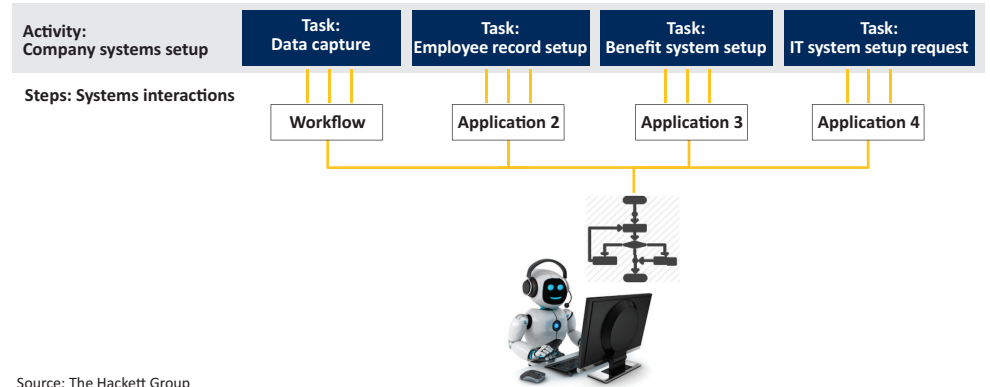 Activity:
Company systems setup
Task:
Data capture
Task:
Employee record setup
Task:
Benefit system setup
Task:
IT system setup request
Steps: Systems interactions
Workflow
Application 2
Application 3
Application 4
Source: The Hackett Group